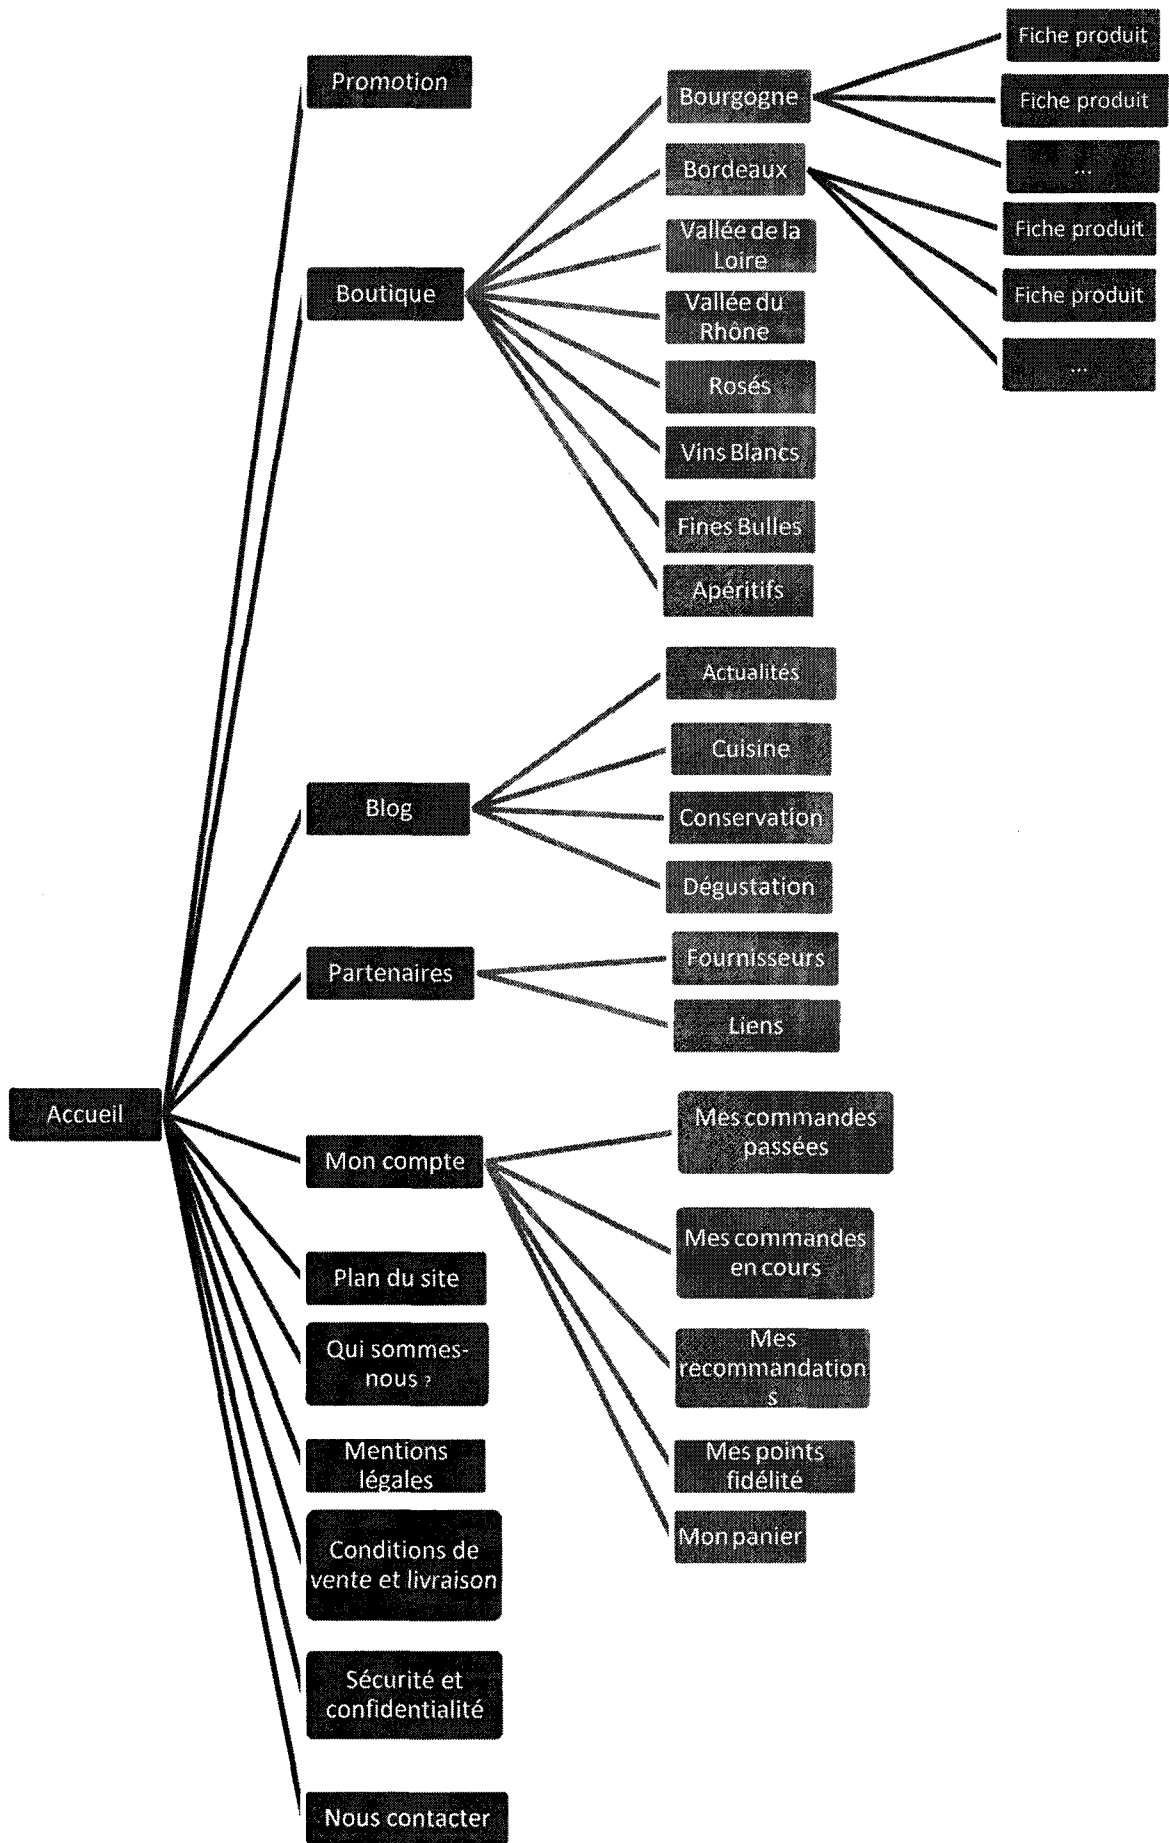 Accueil
Promotion
Boutique
Bourgogne
Fiche produit
Fiche produit
...
Bordeaux
Fiche produit
Fiche produit
...
Vallée de la
Loire
Vallée du
Rhône
Rosés
Vins Blancs
Fines Bulles
Apéritifs
Blog
Actualités
Cuisine
Conservation
Dégustation
Partenaires
Fournisseurs
Liens
Mon compte
Mes commandes
passées
Mes commandes
en cours
Mes
recommandation
s
Mes points
fidélité
Mon panier
Plan du site
Qui sommes-
nous ?
Mentions
légales
Conditions de
vente et livraison
Sécurité et
confidentialité
Nous contacter